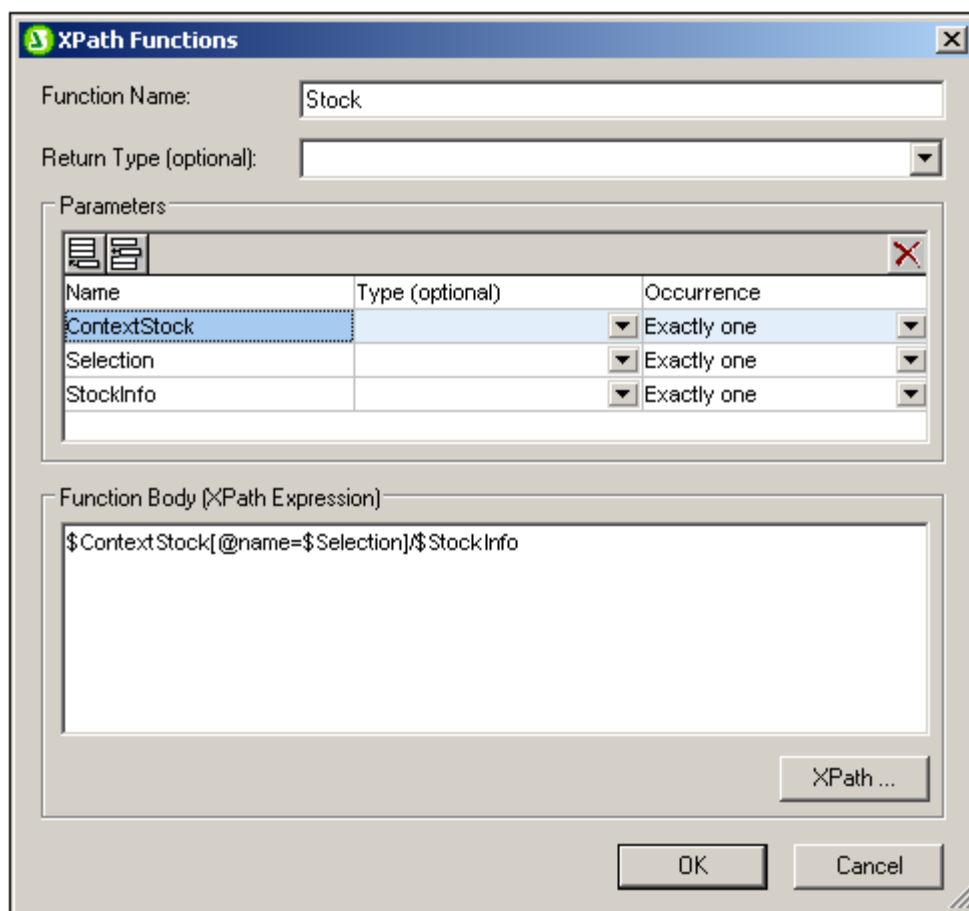 XPath Functions
Function Name: Stock
Return Type (optional):
Parameters
Name Type (optional) Occurrence
ContextStock Exactly one
Selection Exactly one
StockInfo Exactly one
Function Body (XPath Expression)
$ContextStock[@name=$Selection]/$StockInfo
XPath ...
OK Cancel